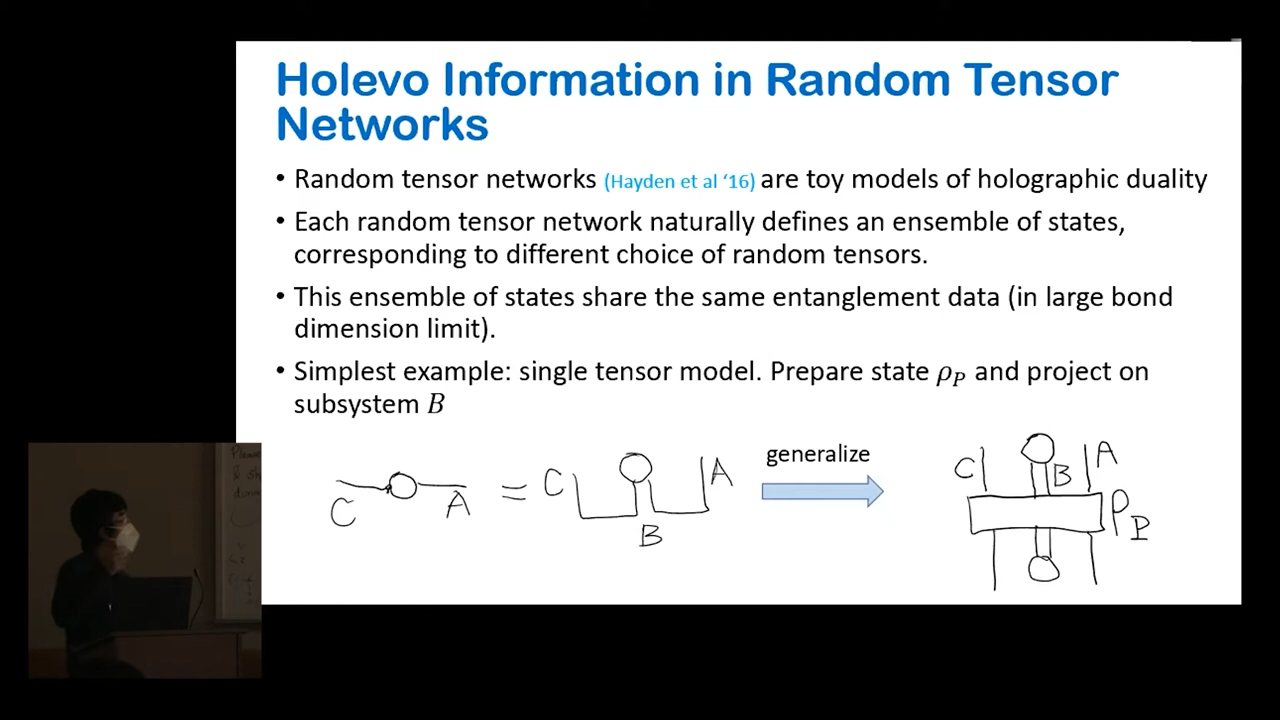 Holevo Information in Random Tensor
Networks
• Random tensor networks (Hayden et al ‘16) are toy models of holographic duality
• Each random tensor network naturally defines an ensemble of states,
corresponding to different choice of random tensors.
• This ensemble of states share the same entanglement data (in large bond
dimension limit).
• Simplest example: single tensor model. Prepare state ρ_P and project on
subsystem B
generalize
C A = C B A
C B A ρ_P